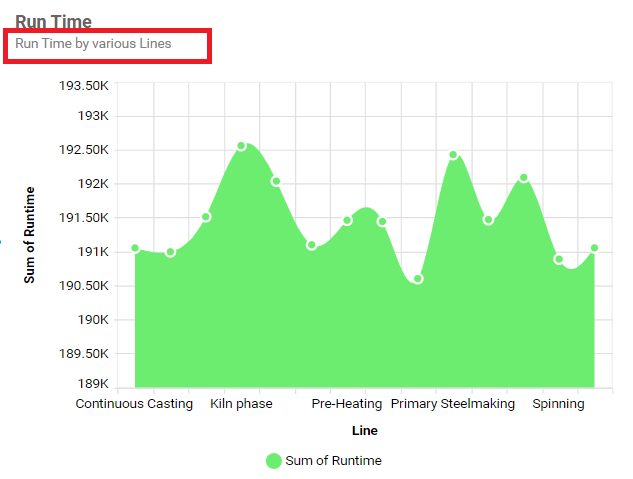 Run Time
Run Time by various Lines
193.50K
193K
192.50K
192K
191.50K
191K
190.50K
190K
189.50K
189K
Sum of Runtime
Continuous Casting Kiln phase Pre-Heating Primary Steelmaking Spinning
Line
Sum of Runtime